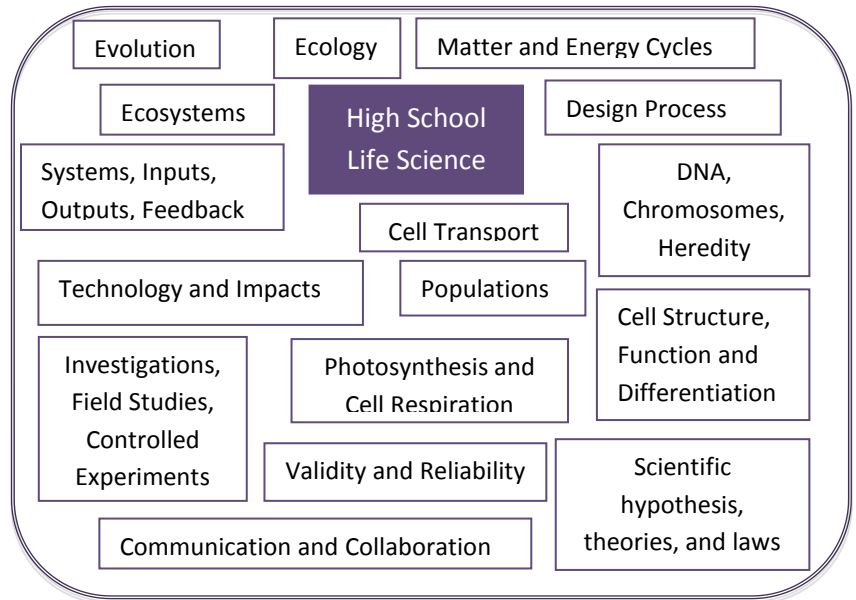 Evolution
Ecology
Matter and Energy Cycles
Ecosystems
High School
Life Science
Design Process
Systems, Inputs,
Outputs, Feedback
DNA,
Chromosomes,
Heredity
Cell Transport
Technology and Impacts
Populations
Cell Structure,
Function and
Differentiation
Investigations,
Field Studies,
Controlled
Experiments
Photosynthesis and
Cell Respiration
Validity and Reliability
Scientific
hypothesis,
theories, and laws
Communication and Collaboration